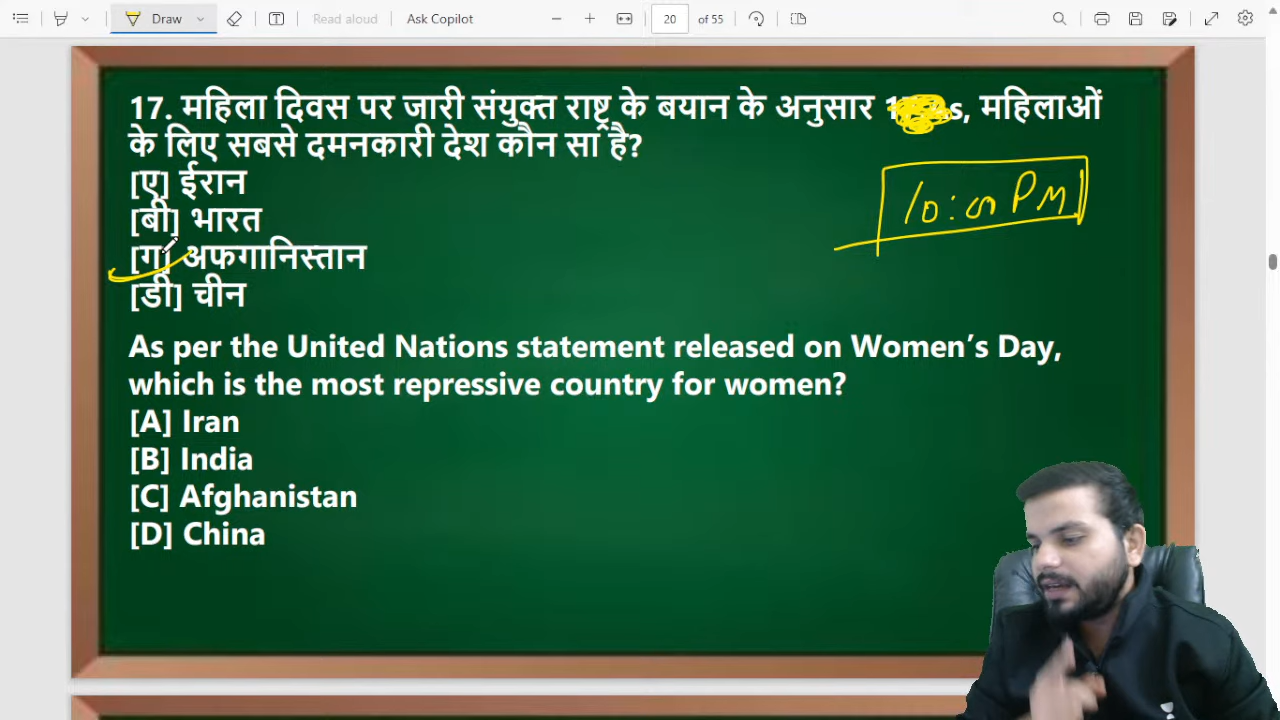 Draw
Read aloud
Ask Copilot
20 of 55
17. महिला दिवस पर जारी संयुक्त राष्ट्र के बयान के अनुसार s, महिलाओं
के लिए सबसे दमनकारी देश कौन सा है?
10:00 PM
[ए] ईरान
[बी] भारत
[ग] अफगानिस्तान
[डी] चीन
As per the United Nations statement released on Women’s Day,
which is the most repressive country for women?
[A] Iran
[B] India
[C] Afghanistan
[D] China